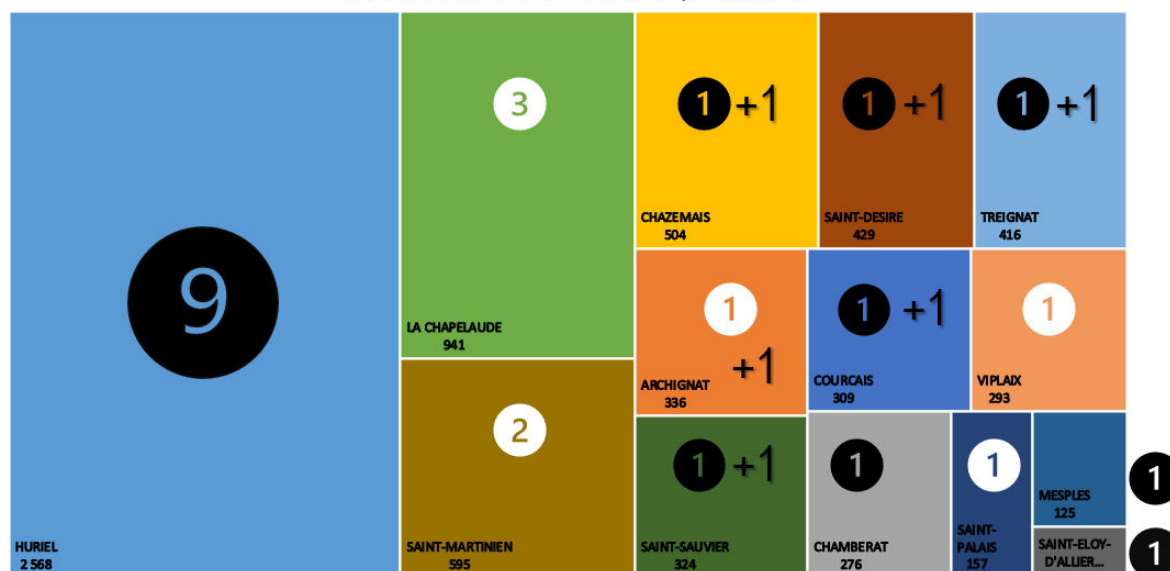 9
HURIEL
2 568
3
LA CHAPELAUDE
941
2
SAINT-MARTINIEN
595
1 +1
CHAZEMAIS
504
1 +1
SAINT-DESIRE
429
1 +1
TREIGNAT
416
1
+1
ARCHIGNAT
336
1 +1
COURCAIS
309
1
VIPLAIX
293
1 +1
SAINT-SAUVIER
324
1
CHAMBERAT
276
1
SAINT-
PALAIS
157
MESPLES
125
1
SAINT-ELOY-
D'ALLIER...
1